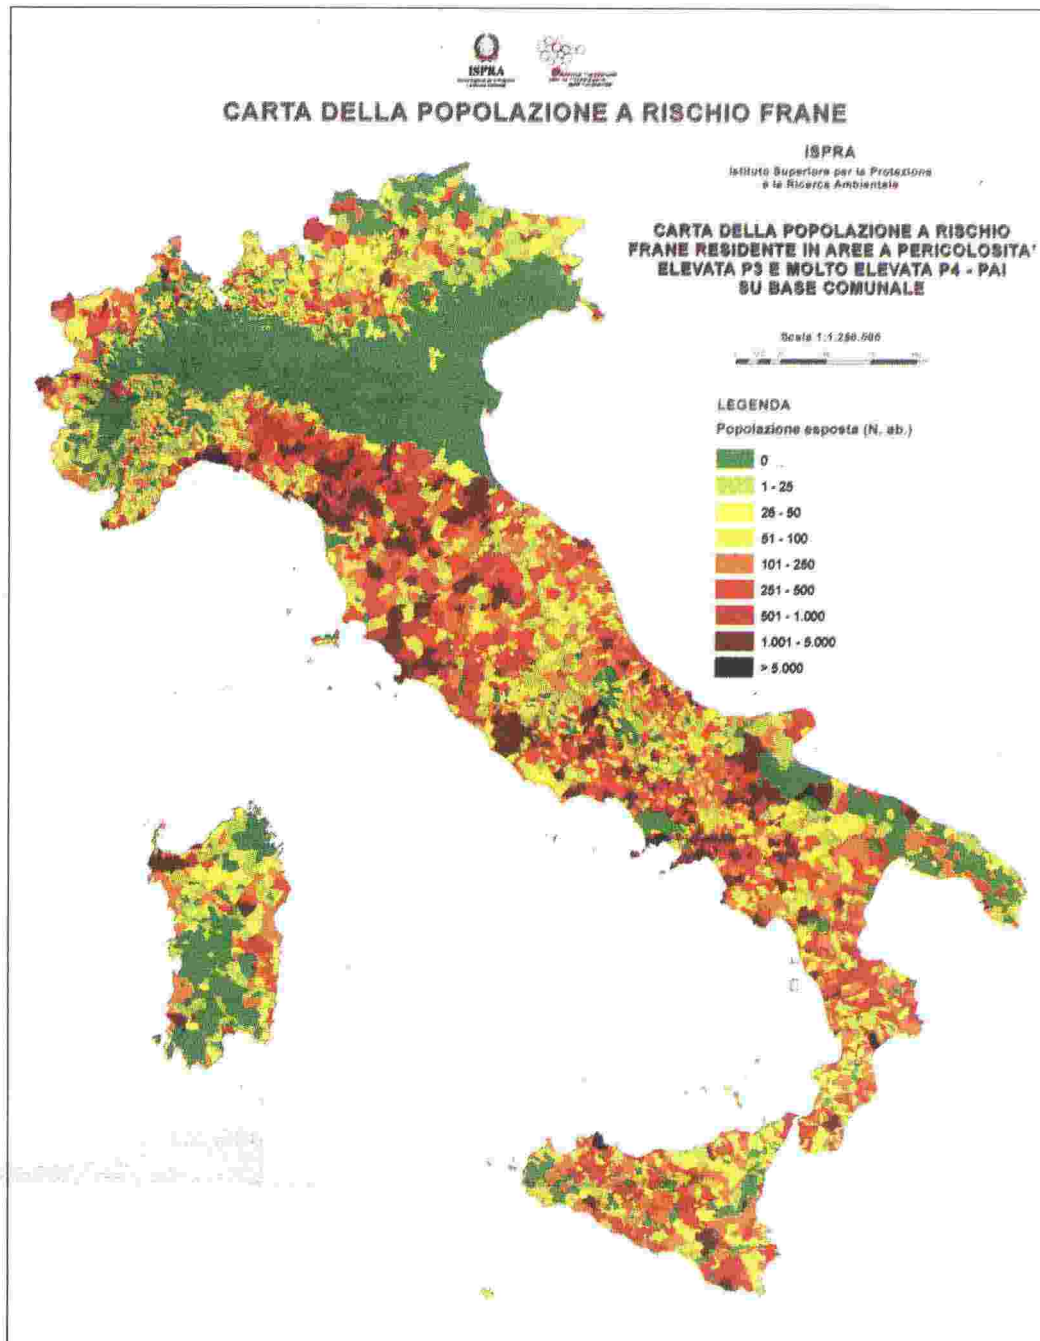 ISPRA
CARTA DELLA POPOLAZIONE A RISCHIO FRANE
ISPRA
Istituto Superiore per la Protezione
e la Ricerca Ambientale
CARTA DELLA POPOLAZIONE A RISCHIO
FRANE RESIDENTE IN AREE A PERICOLOSITA'
ELEVATA P3 E MOLTO ELEVATA P4 - PAI
SU BASE COMUNALE
Scala
LEGENDA
Popolazione esposta (N. ab.)
0
1 - 25
26 - 50
51 - 100
101 - 250
251 - 500
501 - 1.000
1.001 - 5.000
> 5.000